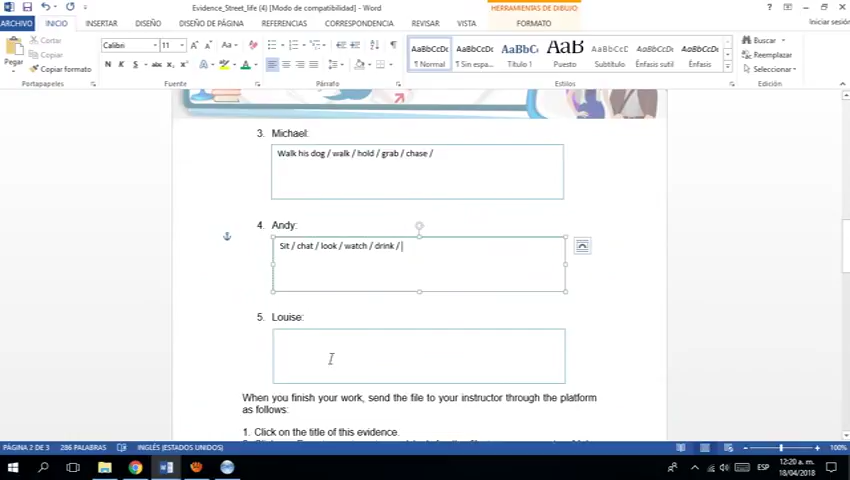 Evidence_Street_life (4) [Modo de compatibilidad] - Word
HERRAMIENTAS DE DIBUJO
Iniciar sesión
ARCHIVO INICIO INSERTAR DISEÑO DISEÑO DE PÁGINA REFERENCIAS CORRESPONDENCIA REVISAR VISTA FORMATO
Pegar
Cortar
Copiar
Copiar formato
Calibri 11
AaBbCcDc AaBbCcDc AaBbCc AaB AaBbCcD AaBbCcDc AaBbCcDc
¶ Normal ¶ Sin espa... Título 1 Puesto Subtítulo Énfasis sutil Énfasis
Buscar
Reemplazar
Seleccionar
Portapapeles Fuente Párrafo Estilos Edición
3. Michael:
Walk his dog / walk / hold / grab / chase /
4. Andy:
Sit / chat / look / watch / drink /
5. Louise:
When you finish your work, send the file to your instructor through the platform
as follows:
1. Click on the title of this evidence.
PÁGINA 2 DE 3 286 PALABRAS INGLÉS (ESTADOS UNIDOS) 100%
ESP
12:20 a. m.
18/04/2018